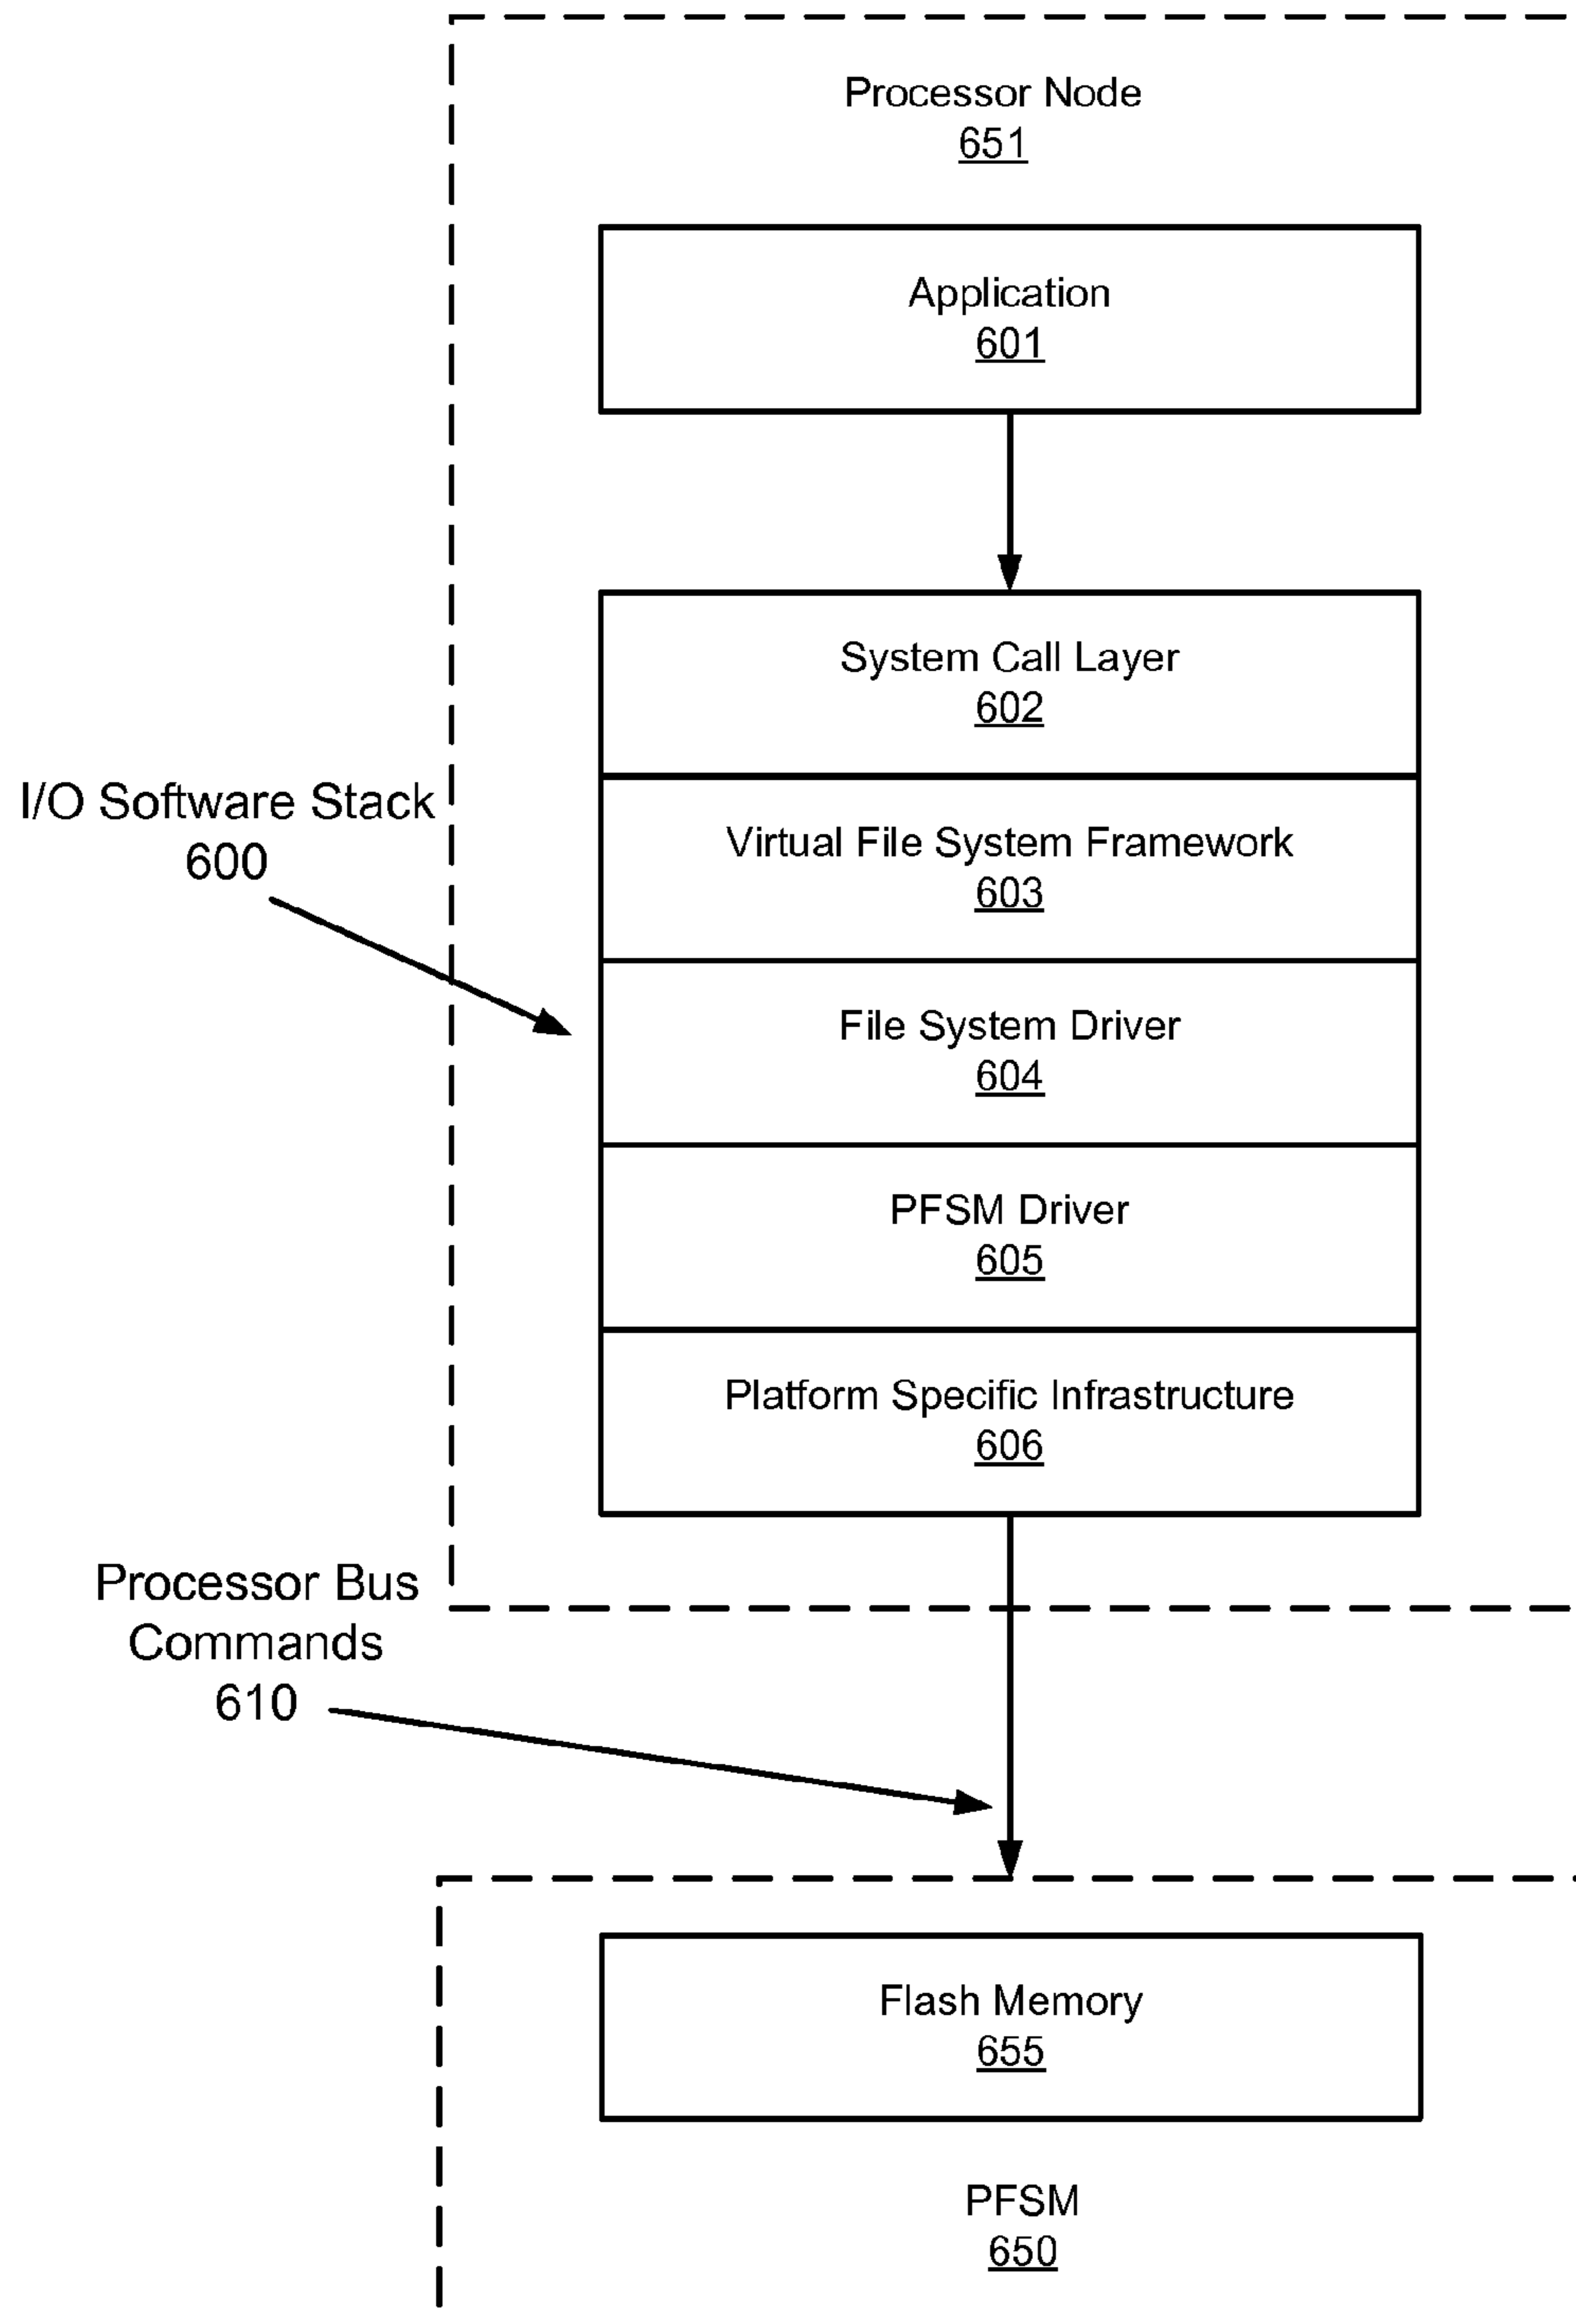 Processor Node
651
Application
601
System Call Layer
602
I/O Software Stack
600
Virtual File System Framework
603
File System Driver
604
PFSM Driver
605
Platform Specific Infrastructure
606
Processor Bus
Commands
610
Flash Memory
655
PFSM
650